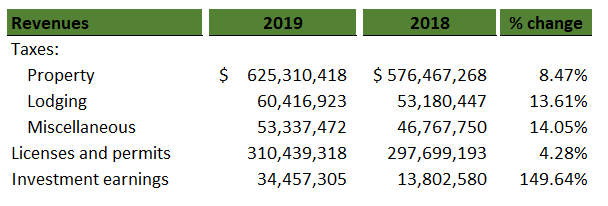 Revenues 2019 2018 % change
Taxes:
Property $ 625,310,418 $ 576,467,268 8.47%
Lodging 60,416,923 53,180,447 13.61%
Miscellaneous 53,337,472 46,767,750 14.05%
Licenses and permits 310,439,318 297,699,193 4.28%
Investment earnings 34,457,305 13,802,580 149.64%